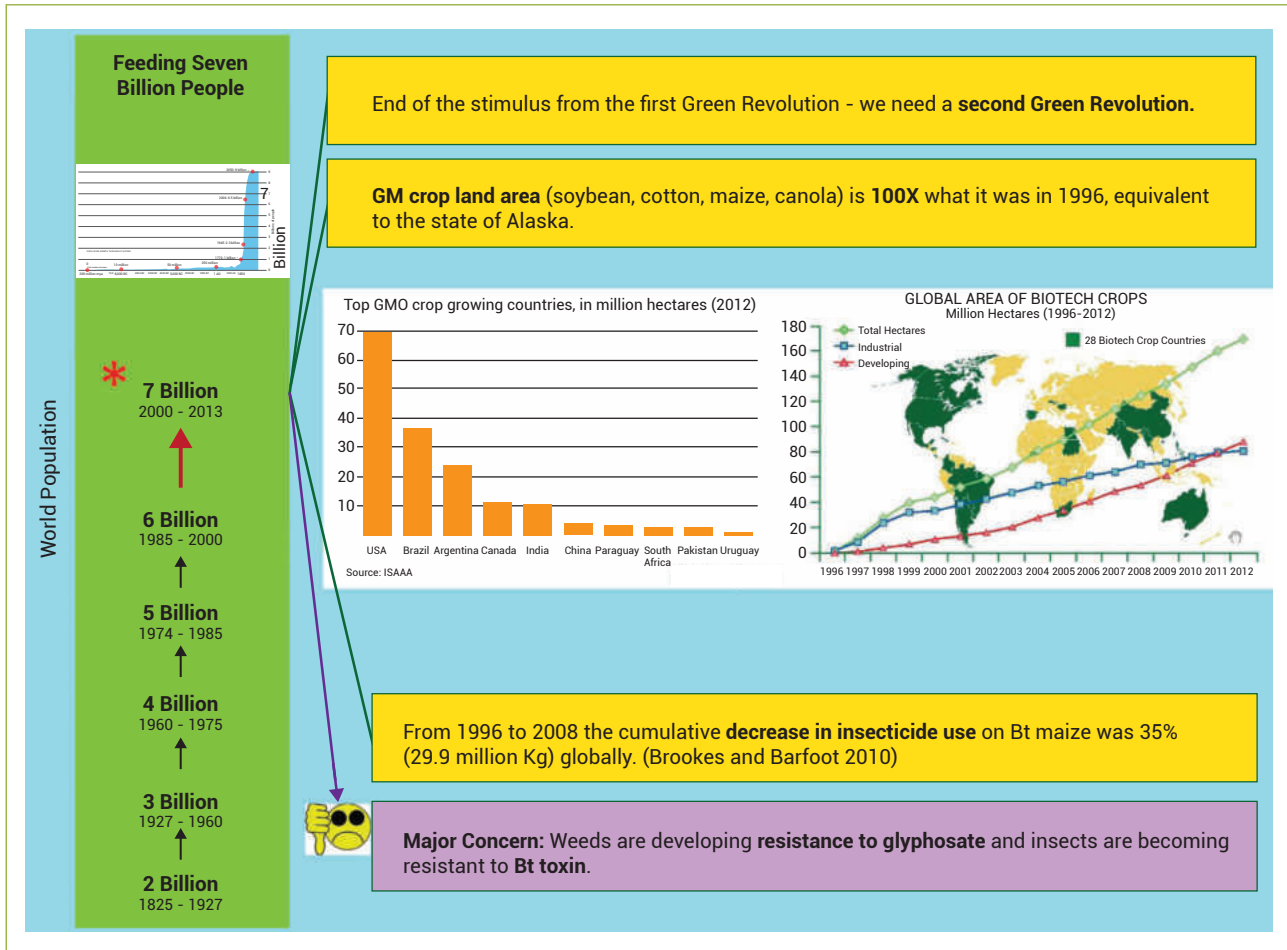 Feeding Seven
Billion People
7
Billion
World Population
*
7 Billion
2000 - 2013
6 Billion
1985 - 2000
5 Billion
1974 - 1985
4 Billion
1960 - 1975
3 Billion
1927 - 1960
2 Billion
1825 - 1927
End of the stimulus from the first Green Revolution - we need a second Green Revolution.
GM crop land area (soybean, cotton, maize, canola) is 100X what it was in 1996, equivalent
to the state of Alaska.
Top GMO crop growing countries, in million hectares (2012)
70
60
50
40
30
20
10
USA Brazil Argentina Canada India China Paraguay South Africa Pakistan Uruguay
Source: ISAAA
GLOBAL AREA OF BIOTECH CROPS
Million Hectares (1996-2012)
180
160
140
120
100
80
60
40
20
0
Total Hectares
Industrial
Developing
28 Biotech Crop Countries
1996 1997 1998 1999 2000 2001 2002 2003 2004 2005 2006 2007 2008 2009 2010 2011 2012
From 1996 to 2008 the cumulative decrease in insecticide use on Bt maize was 35%
(29.9 million Kg) globally. (Brookes and Barfoot 2010)
Major Concern: Weeds are developing resistance to glyphosate and insects are becoming
resistant to Bt toxin.